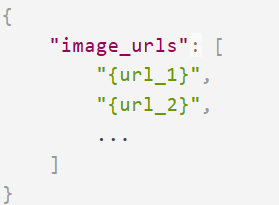 {
    "image_urls": [
        "{url_1}",
        "{url_2}",
        ...
    ]
}